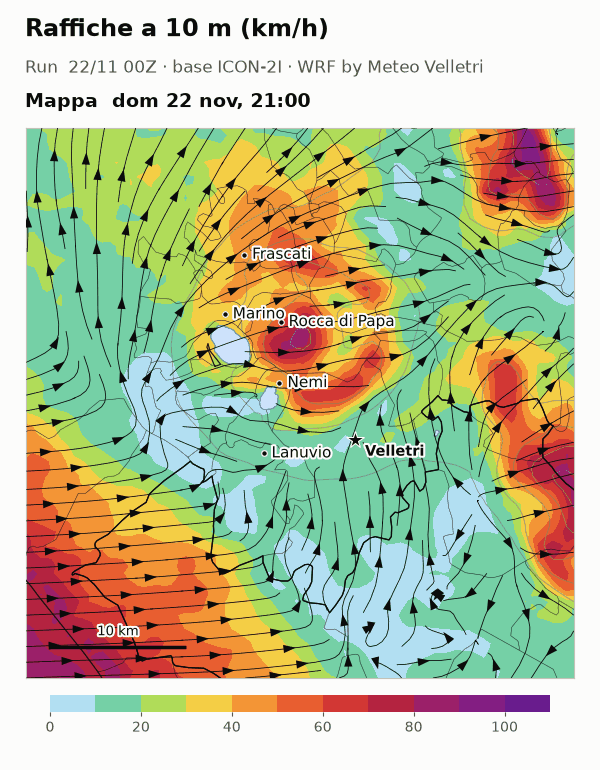 Raffiche a 10 m (km/h)
Run  22/11 00Z · base ICON-2I · WRF by Meteo Velletri
Mappa  dom 22 nov, 21:00
Frascati
Marino
Rocca di Papa
Nemi
Velletri
Lanuvio
10 km
0 20 40 60 80 100